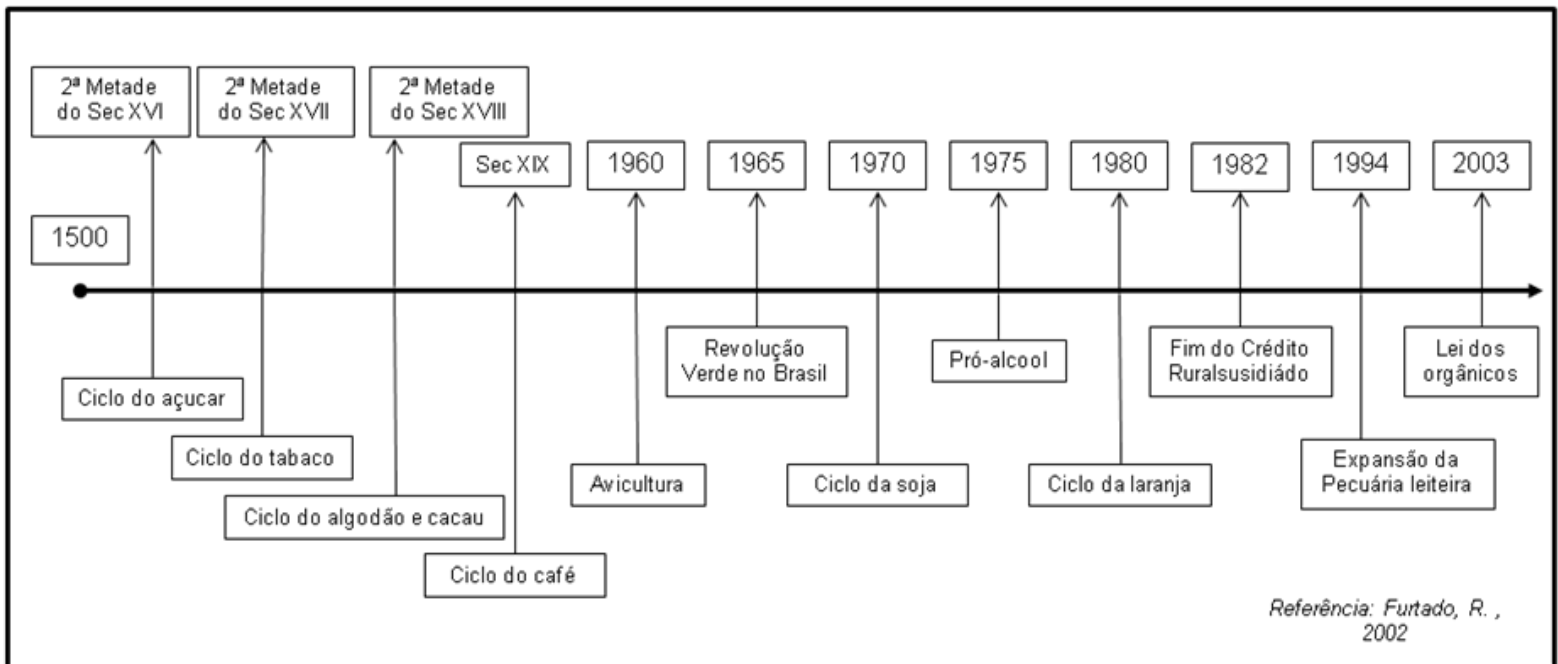 2ª Metade
do Sec XVI
2ª Metade
do Sec XVII
2ª Metade
do Sec XVIII
Sec XIX
1960
1965
1970
1975
1980
1982
1994
2003
1500
Revolução
Verde no Brasil
Pró-alcool
Fim do Crédito
Ruralsusidiádo
Lei dos
orgânicos
Ciclo do açucar
Ciclo do tabaco
Avicultura
Ciclo da soja
Ciclo da laranja
Expansão da
Pecuária leiteira
Ciclo do algodão e cacau
Ciclo do café
Referência: Furtado, R. ,
2002